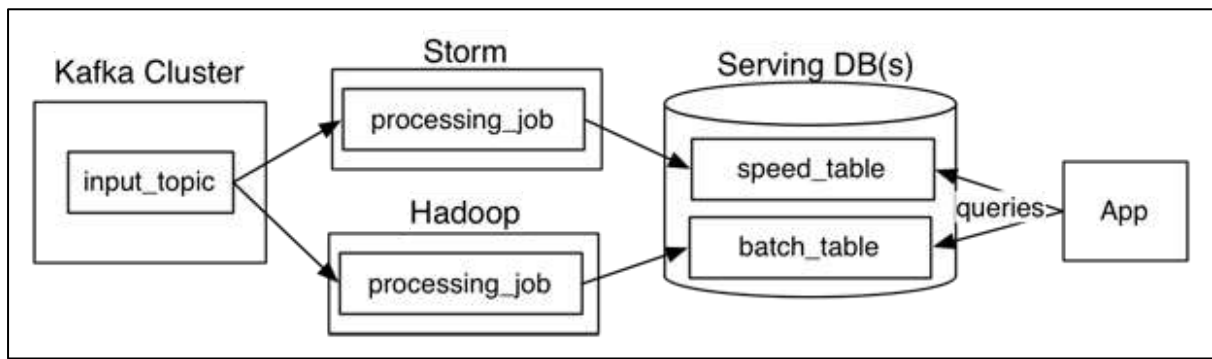 Kafka Cluster
input_topic
Storm
processing_job
Hadoop
processing_job
Serving DB(s)
speed_table
batch_table
queries
App